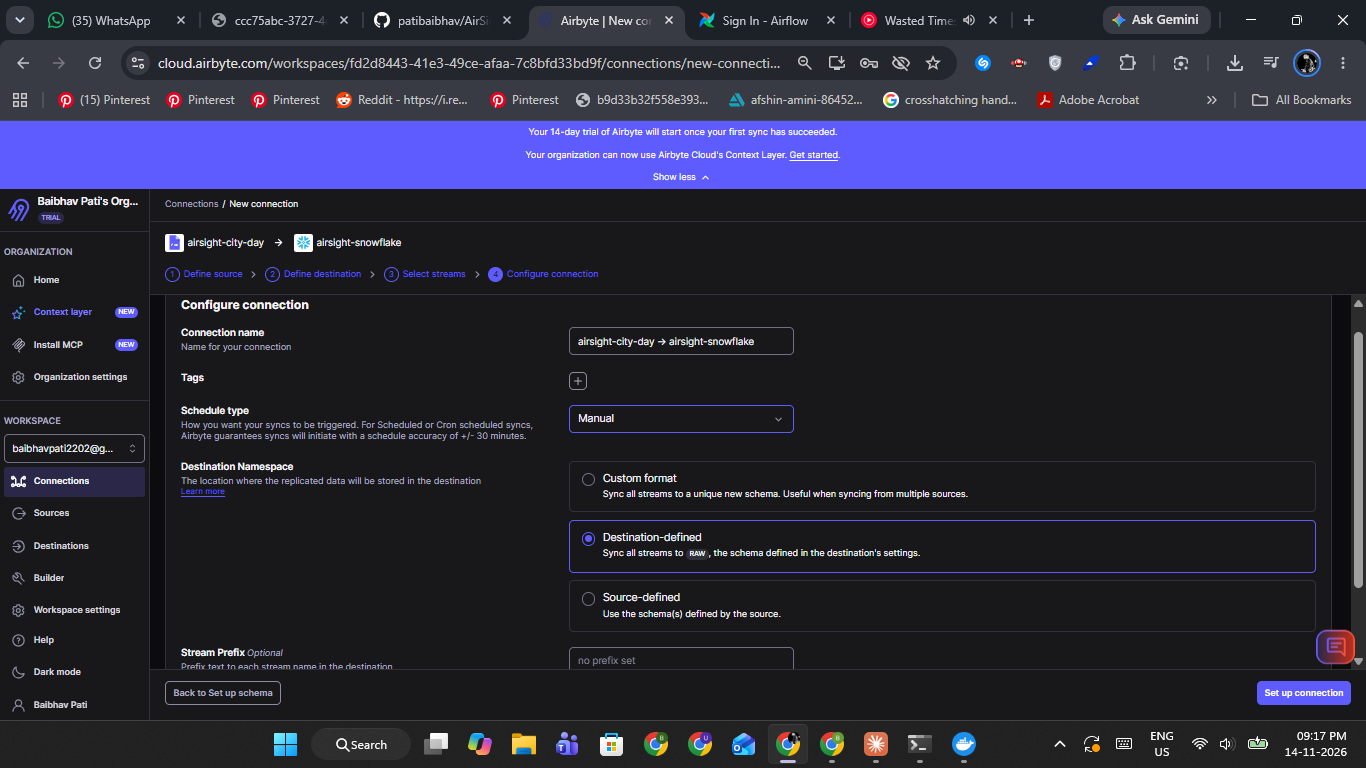 (35) WhatsApp
ccc75abc-3727-4
patibaibhav/AirSi
Airbyte | New co
Sign In - Airflow
Wasted Time
Ask Gemini
cloud.airbyte.com/workspaces/fd2d8443-41e3-49ce-afaa-7c8bfd33bd9f/connections/new-connecti...
(15) Pinterest
Pinterest
Pinterest
Reddit - https://i.re...
Pinterest
b9d33b32f558e393...
afshin-amini-86452...
crosshatching hand...
Adobe Acrobat
All Bookmarks
Your 14-day trial of Airbyte will start once your first sync has succeeded.
Your organization can now use Airbyte Cloud's Context Layer. Get started.
Show less
Baibhav Pati's Org...
TRIAL
ORGANIZATION
Home
Context layer NEW
Install MCP NEW
Organization settings
WORKSPACE
baibhavpati2202@g...
Connections
Sources
Destinations
Builder
Workspace settings
Help
Dark mode
Baibhav Pati
Connections / New connection
airsight-city-day → airsight-snowflake
1 Define source > 2 Define destination > 3 Select streams > 4 Configure connection
Configure connection
Connection name
Name for your connection
airsight-city-day → airsight-snowflake
Tags
Schedule type
How you want your syncs to be triggered. For Scheduled or Cron scheduled syncs,
Airbyte guarantees syncs will initiate with a schedule accuracy of +/- 30 minutes.
Manual
Destination Namespace
The location where the replicated data will be stored in the destination
Learn more
Custom format
Sync all streams to a unique new schema. Useful when syncing from multiple sources.
Destination-defined
Sync all streams to RAW, the schema defined in the destination's settings.
Source-defined
Use the schema(s) defined by the source.
Stream Prefix Optional
Prefix text to each stream name in the destination
no prefix set
Back to Set up schema
Set up connection
Search
ENG
US
09:17 PM
14-11-2026